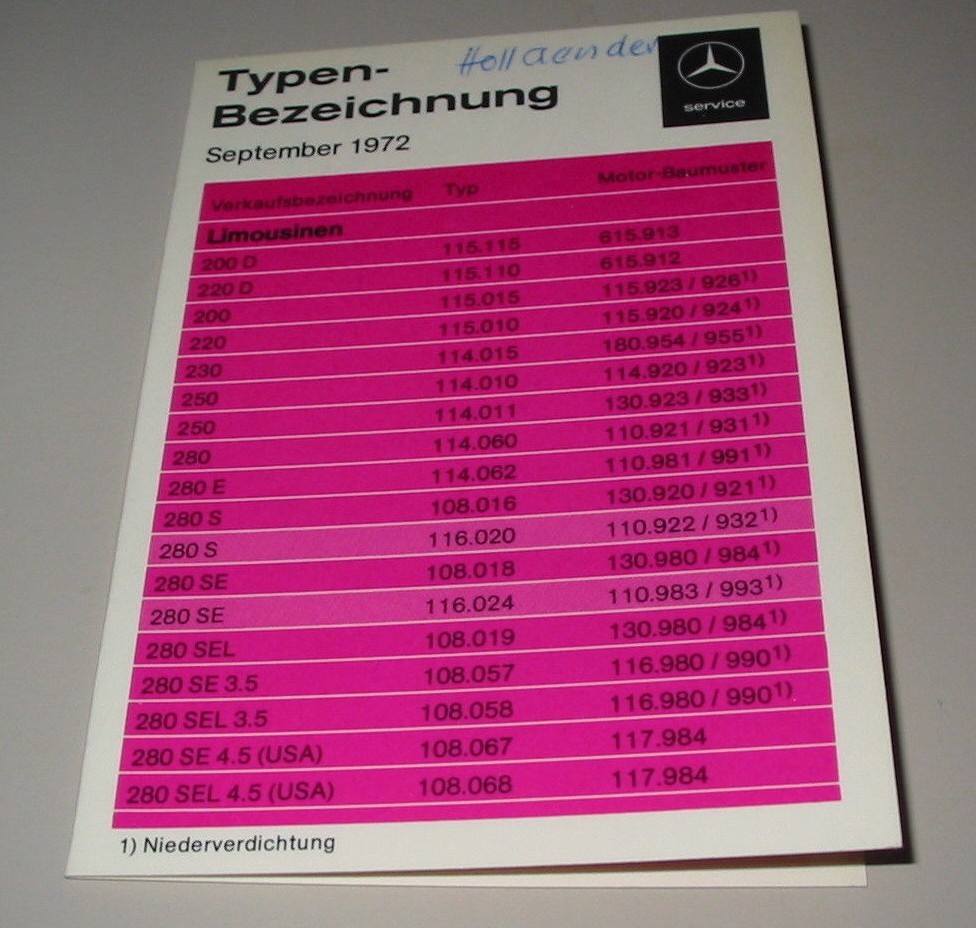 Hollaender
Typen-
Bezeichnung
September 1972
service
Verkaufsbezeichnung Typ Motor-Baumuster
Limousinen
200 D 115.115 615.913
220 D 115.110 615.912
200 115.015 115.923 / 926 1)
220 115.010 115.920 / 924 1)
230 114.015 180.954 / 955 1)
250 114.010 114.920 / 923 1)
250 114.011 130.923 / 933 1)
280 114.060 110.921 / 931 1)
280 E 114.062 110.981 / 991 1)
280 S 108.016 130.920 / 921 1)
280 S 116.020 110.922 / 932 1)
280 SE 108.018 130.980 / 984 1)
280 SE 116.024 110.983 / 993 1)
280 SEL 108.019 130.980 / 984 1)
280 SE 3.5 108.057 116.980 / 990 1)
280 SEL 3.5 108.058 116.980 / 990 1)
280 SE 4.5 (USA) 108.067 117.984
280 SEL 4.5 (USA) 108.068 117.984
1) Niederverdichtung